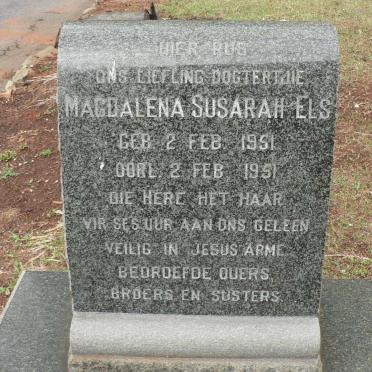 HIER RUS
ONS LIEFLING DOGTERTJIE
MAGDALENA SUSARAH ELS
GEB. 2 FEB. 1951
OORL. 2 FEB. 1951
DIE HERE HET HAAR
VIR SES UUR AAN ONS GELEEN
VEILIG IN JESUS ARME
BEDROEFDE OUERS,
BROERS EN SUSTERS.